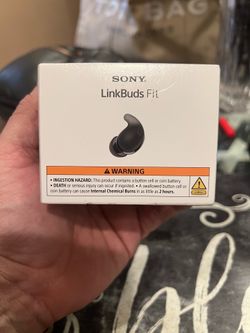 BAG
SONY
LinkBuds Fit
WARNING
• INGESTION HAZARD: This product contains a button cell or coin battery.
• DEATH or serious injury can occur if ingested. • A swallowed button cell or
coin battery can cause Internal Chemical Burns in as little as 2 hours.